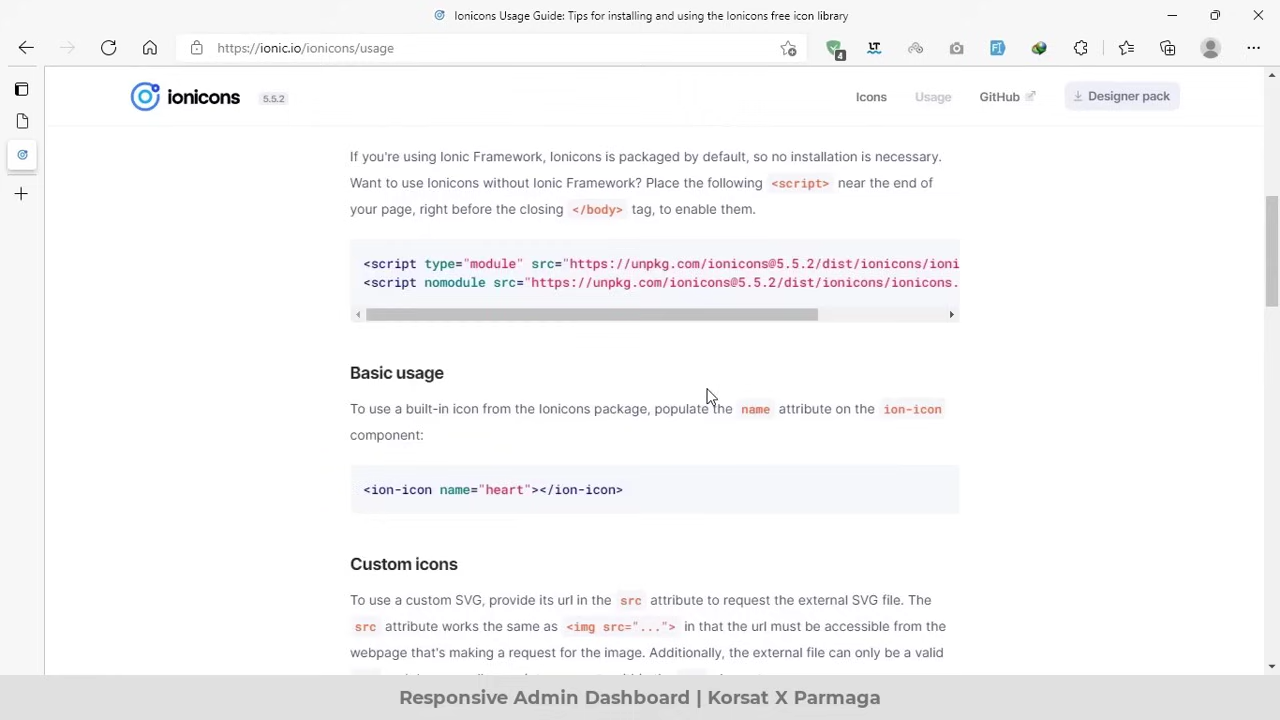 Ionicons Usage Guide: Tips for installing and using the Ionicons free icon library
https://ionic.io/ionicons/usage
4
LT
ionicons 5.5.2 Icons Usage GitHub Designer pack
If you're using Ionic Framework, Ionicons is packaged by default, so no installation is necessary.
Want to use Ionicons without Ionic Framework? Place the following <script> near the end of
your page, right before the closing </body> tag, to enable them.
<script type="module" src="https://unpkg.com/ionicons@5.5.2/dist/ionicons/ioni
<script nomodule src="https://unpkg.com/ionicons@5.5.2/dist/ionicons/ionicons.
Basic usage
To use a built-in icon from the Ionicons package, populate the name attribute on the ion-icon
component:
<ion-icon name="heart"></ion-icon>
Custom icons
To use a custom SVG, provide its url in the src attribute to request the external SVG file. The
src attribute works the same as <img src="..."> in that the url must be accessible from the
webpage that's making a request for the image. Additionally, the external file can only be a valid
Responsive Admin Dashboard | Korsat X Parmaga